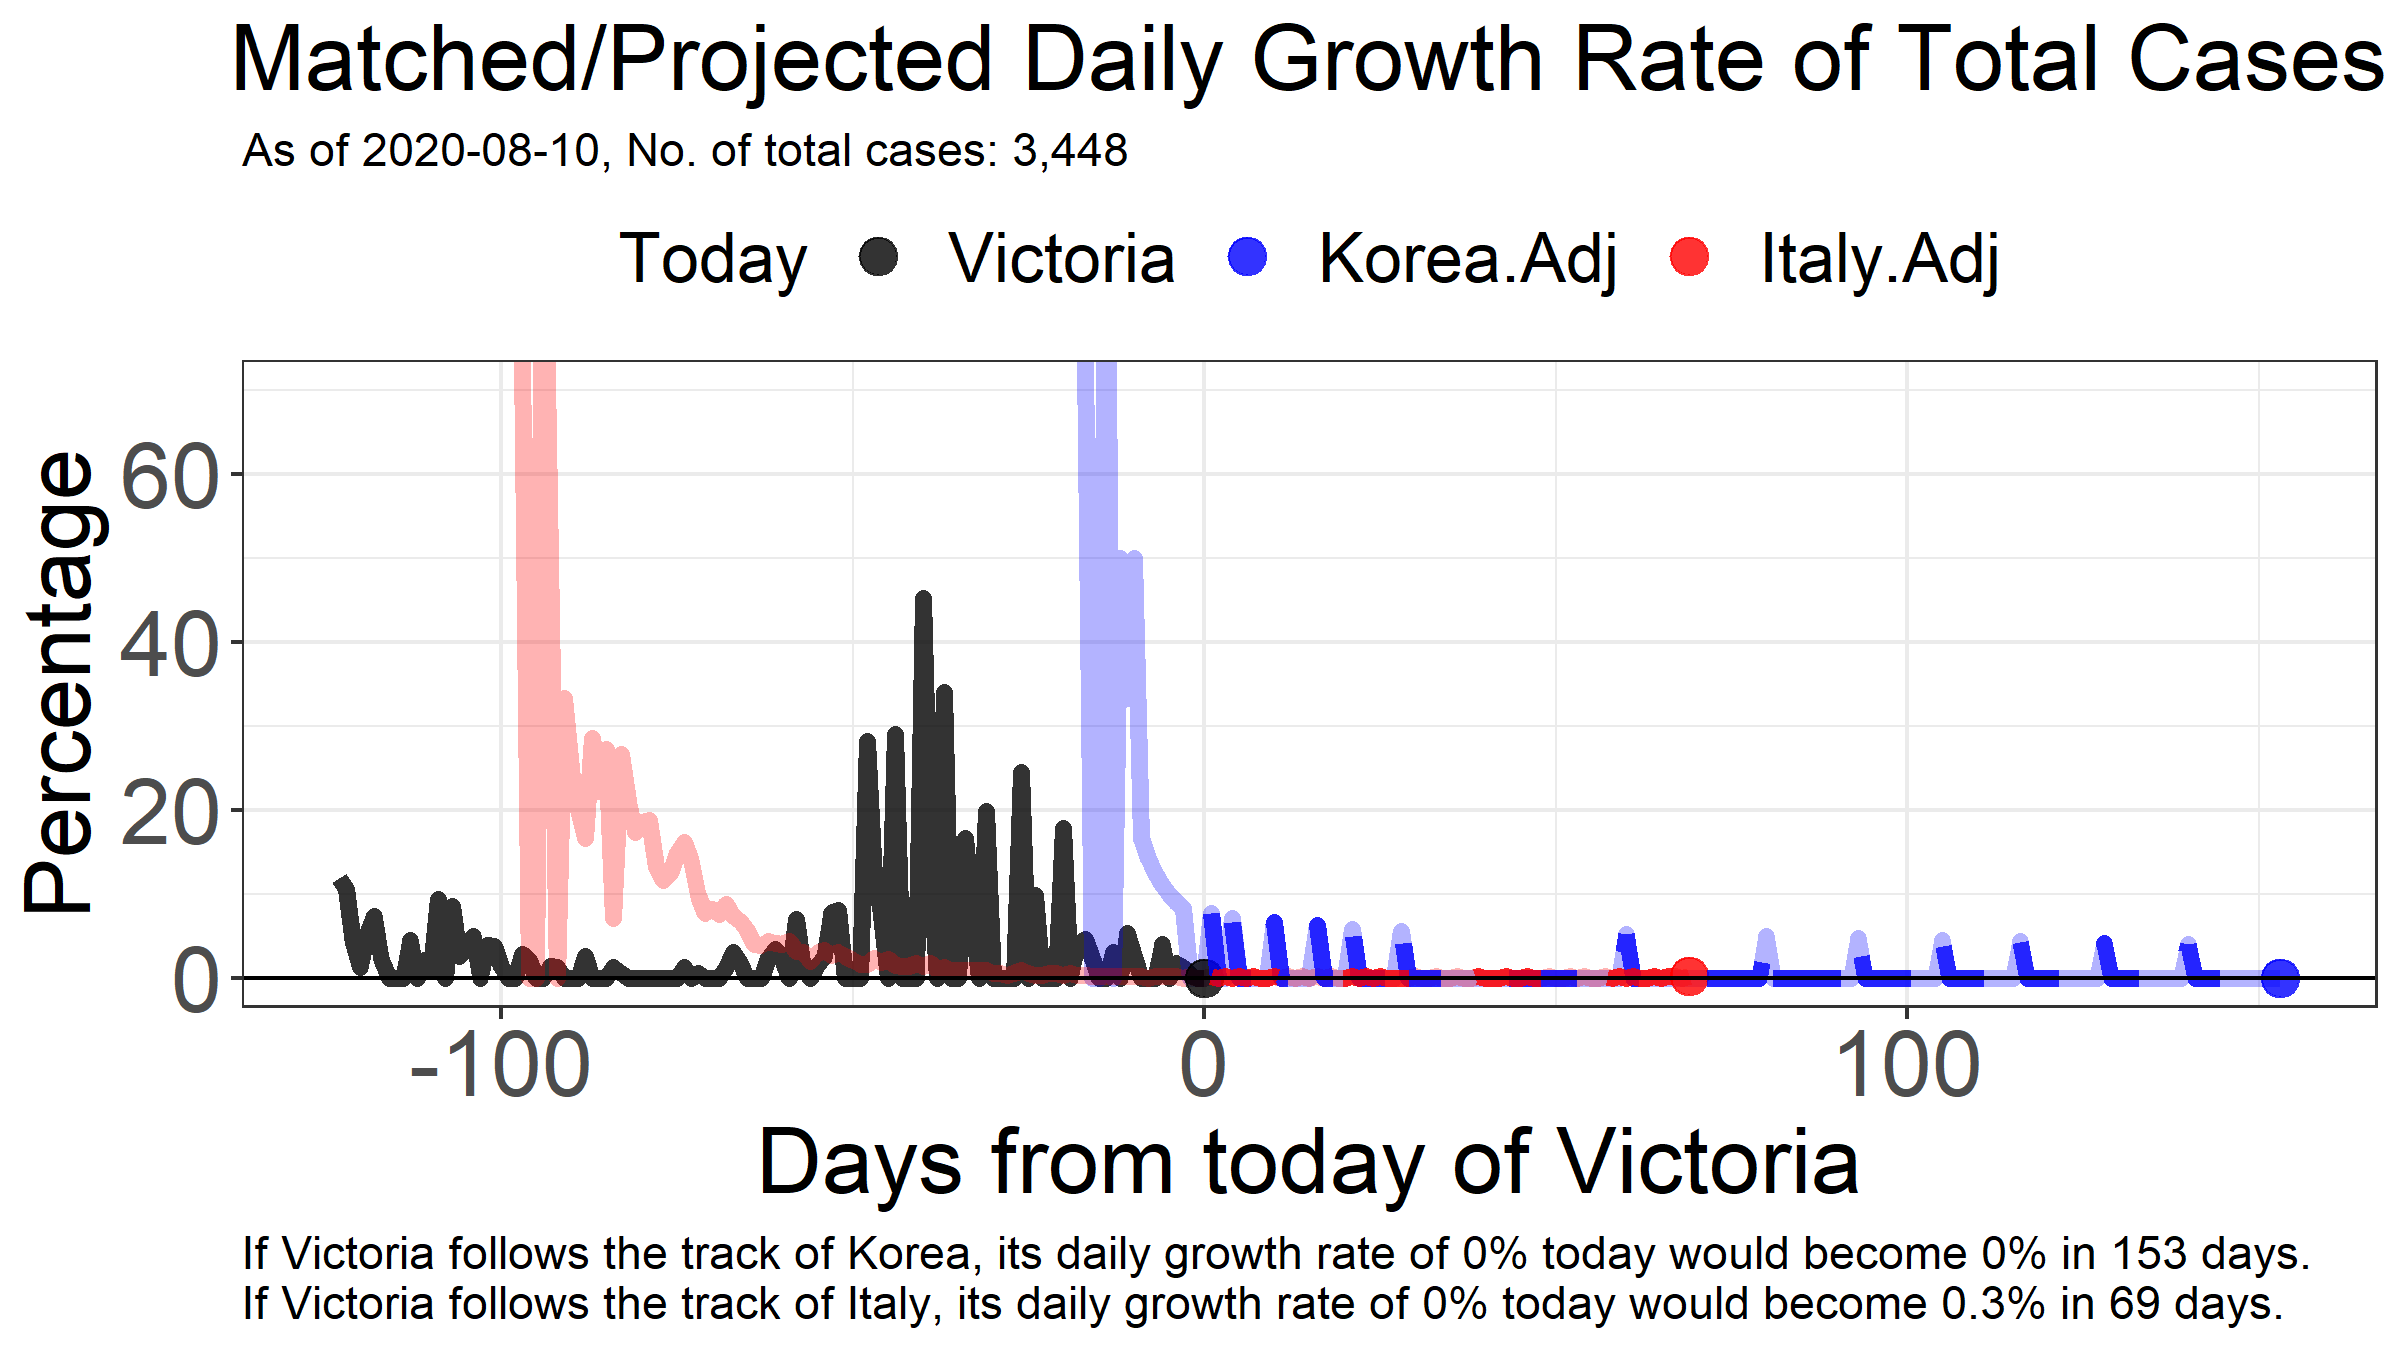 Matched/Projected Daily Growth Rate of Total Cases
As of 2020-08-10, No. of total cases: 3,448
Today Victoria Korea.Adj Italy.Adj
Percentage
60
40
20
0
-100 0 100
Days from today of Victoria
If Victoria follows the track of Korea, its daily growth rate of 0% today would become 0% in 153 days.
If Victoria follows the track of Italy, its daily growth rate of 0% today would become 0.3% in 69 days.